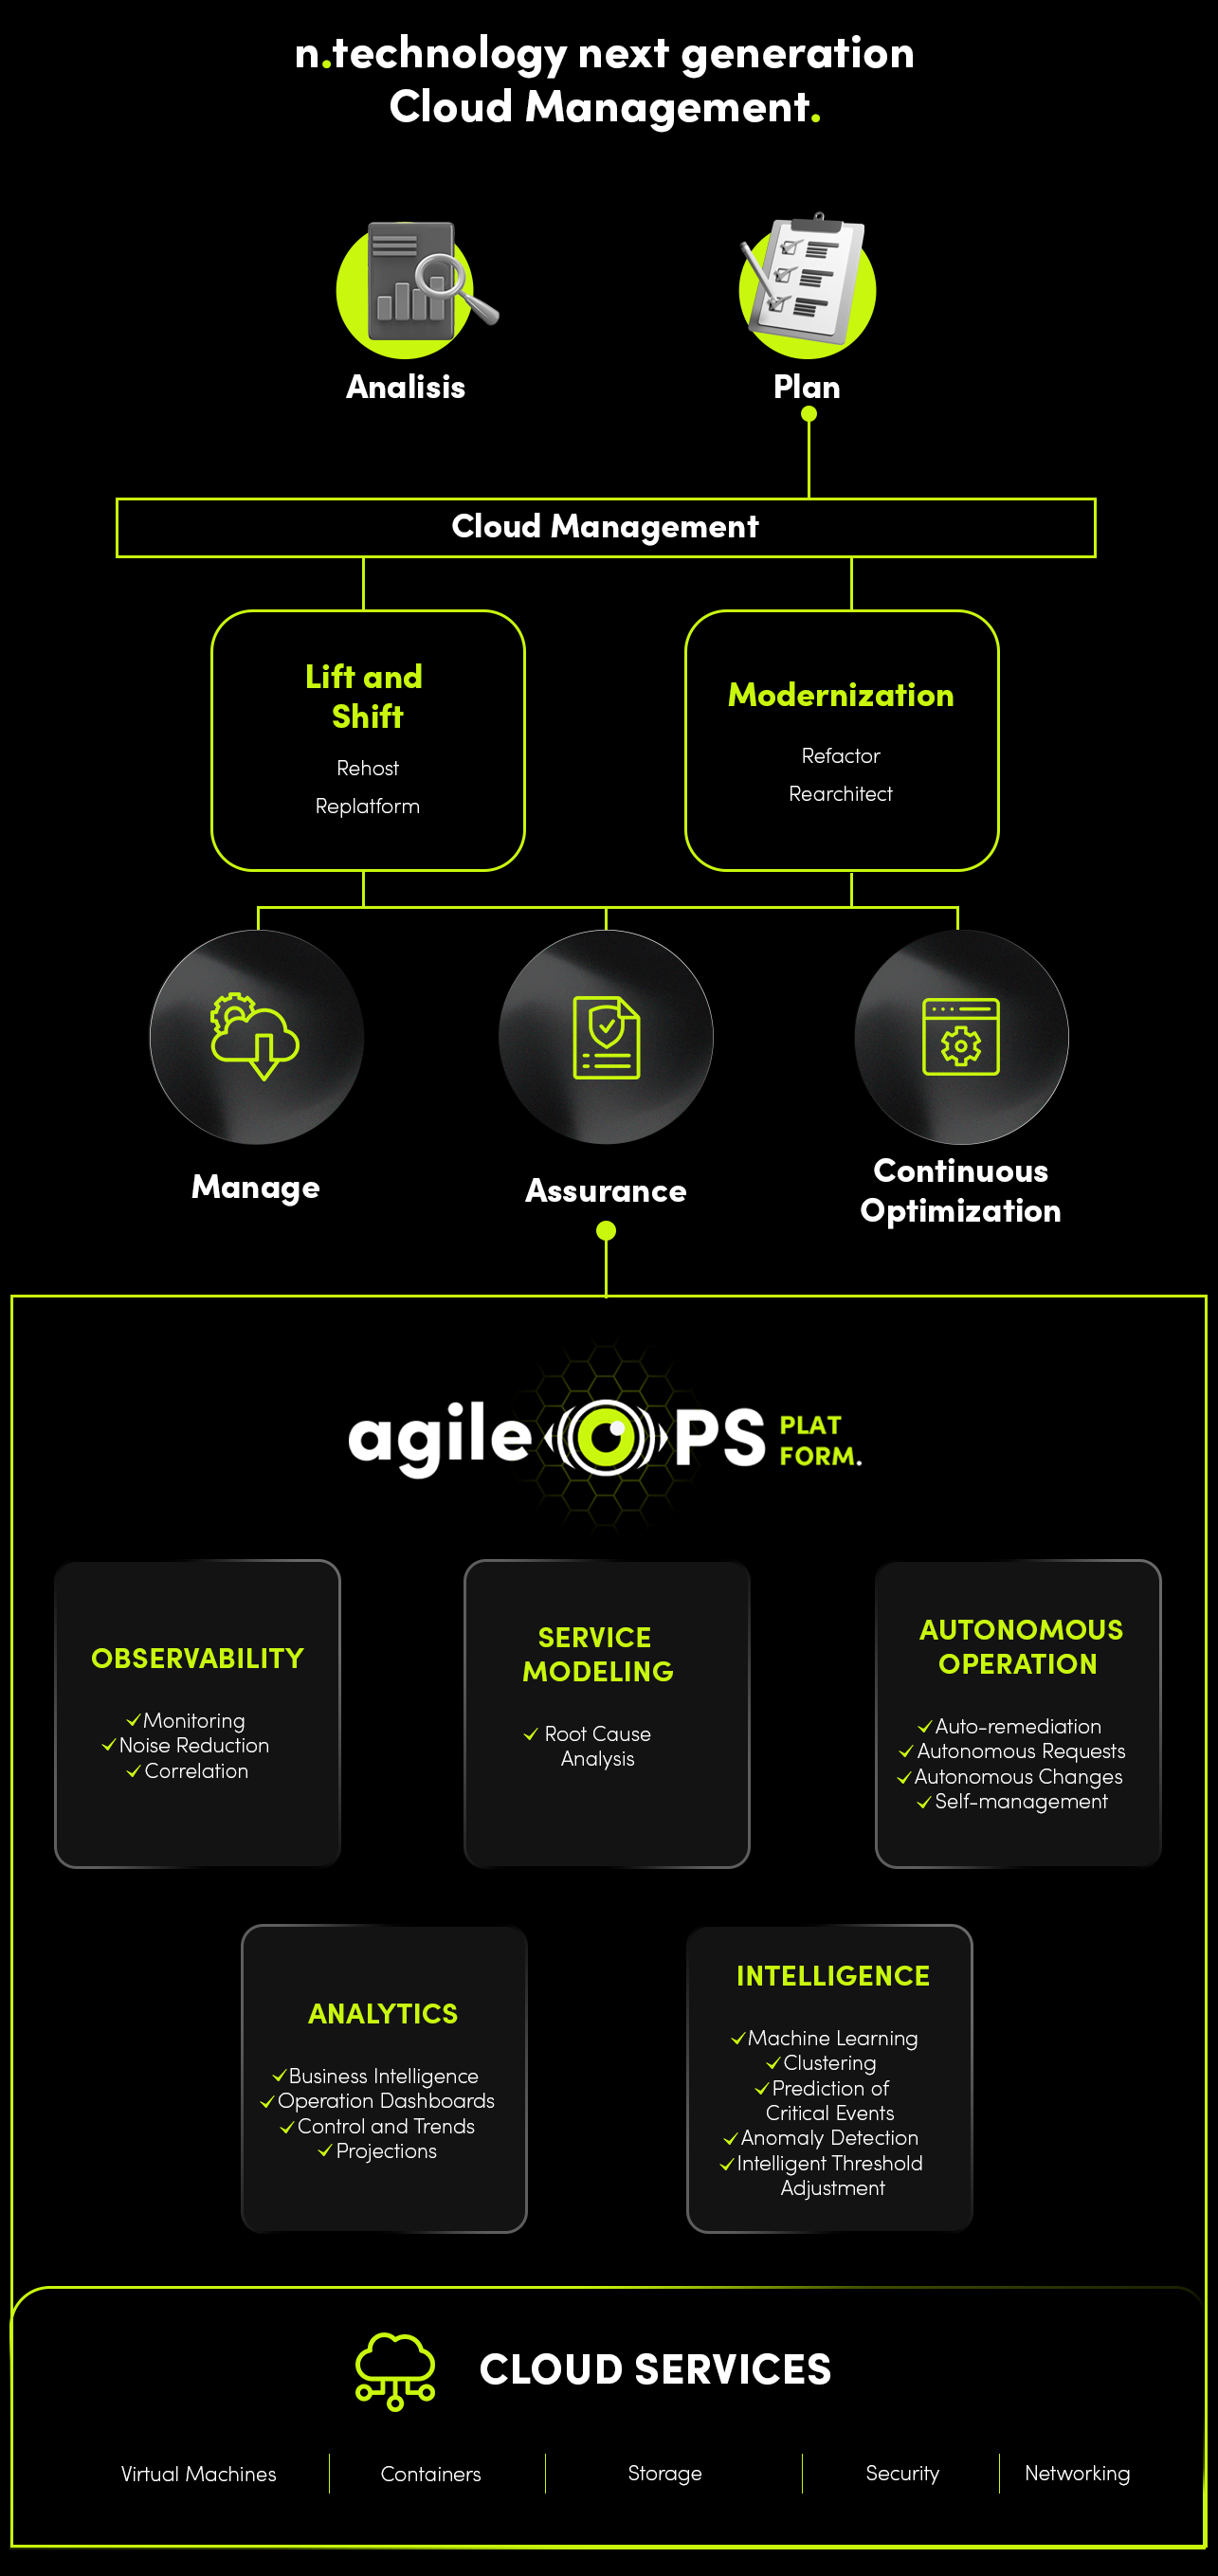 n.technology next generation
Cloud Management.
Analisis
Plan
Cloud Management
Lift and
Shift
Rehost
Replatform
Modernization
Refactor
Rearchitect
Manage
Assurance
Continuous
Optimization
agile OPS PLAT
FORM.
OBSERVABILITY
Monitoring
Noise Reduction
Correlation
SERVICE
MODELING
Root Cause
Analysis
AUTONOMOUS
OPERATION
Auto-remediation
Autonomous Requests
Autonomous Changes
Self-management
ANALYTICS
Business Intelligence
Operation Dashboards
Control and Trends
Projections
INTELLIGENCE
Machine Learning
Clustering
Prediction of
Critical Events
Anomaly Detection
Intelligent Threshold
Adjustment
CLOUD SERVICES
Virtual Machines
Containers
Storage
Security
Networking